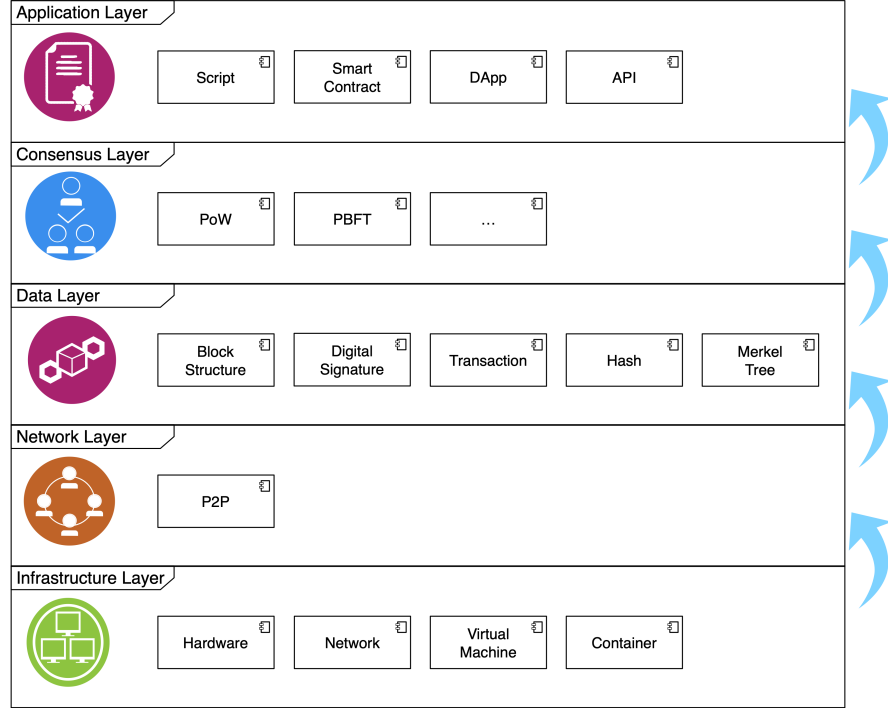 Application Layer
Script
Smart
Contract
DApp
API
Consensus Layer
PoW
PBFT
...
Data Layer
Block
Structure
Digital
Signature
Transaction
Hash
Merkel
Tree
Network Layer
P2P
Infrastructure Layer
Hardware
Network
Virtual
Machine
Container